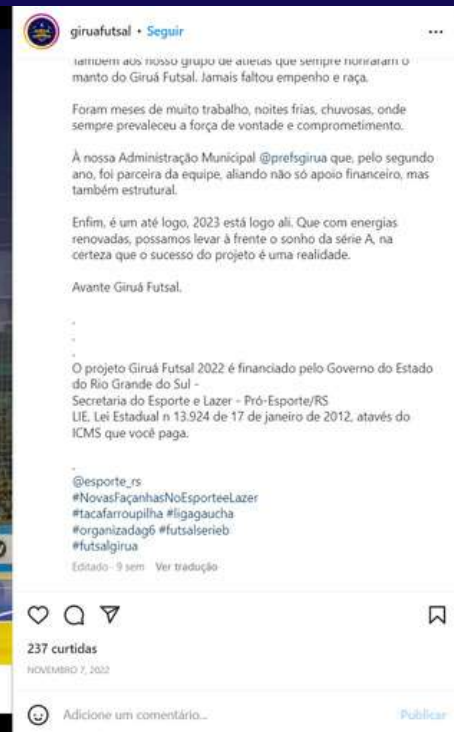 giruafutsal • Seguir
também aos nosso grupo de atletas que sempre honraram o
manto do Giruá Futsal. Jamais faltou empenho e raça.
Foram meses de muito trabalho, noites frias, chuvosas, onde
sempre prevaleceu a força de vontade e comprometimento.
À nossa Administração Municipal @prefsgirua que, pelo segundo
ano, foi parceira da equipe, aliando não só apoio financeiro, mas
também estrutural.
Enfim, é um até logo, 2023 está logo ali. Que com energias
renovadas, possamos levar à frente o sonho da série A, na
certeza que o sucesso do projeto é uma realidade.
Avante Giruá Futsal.
.
.
.
O projeto Giruá Futsal 2022 é financiado pelo Governo do Estado
do Rio Grande do Sul -
Secretaria do Esporte e Lazer - Pró-Esporte/RS
LIE, Lei Estadual n 13.924 de 17 de janeiro de 2012, atavés do
ICMS que você paga.
.
@esporte_rs
#NovasFaçanhasNoEsporteeLazer
#tacafarroupilha #ligagaucha
#organizadag6 #futsalserieb
#futsalgirua
Editado · 9 sem Ver tradução
237 curtidas
NOVEMBRO 7, 2022
Adicione um comentário... Publicar